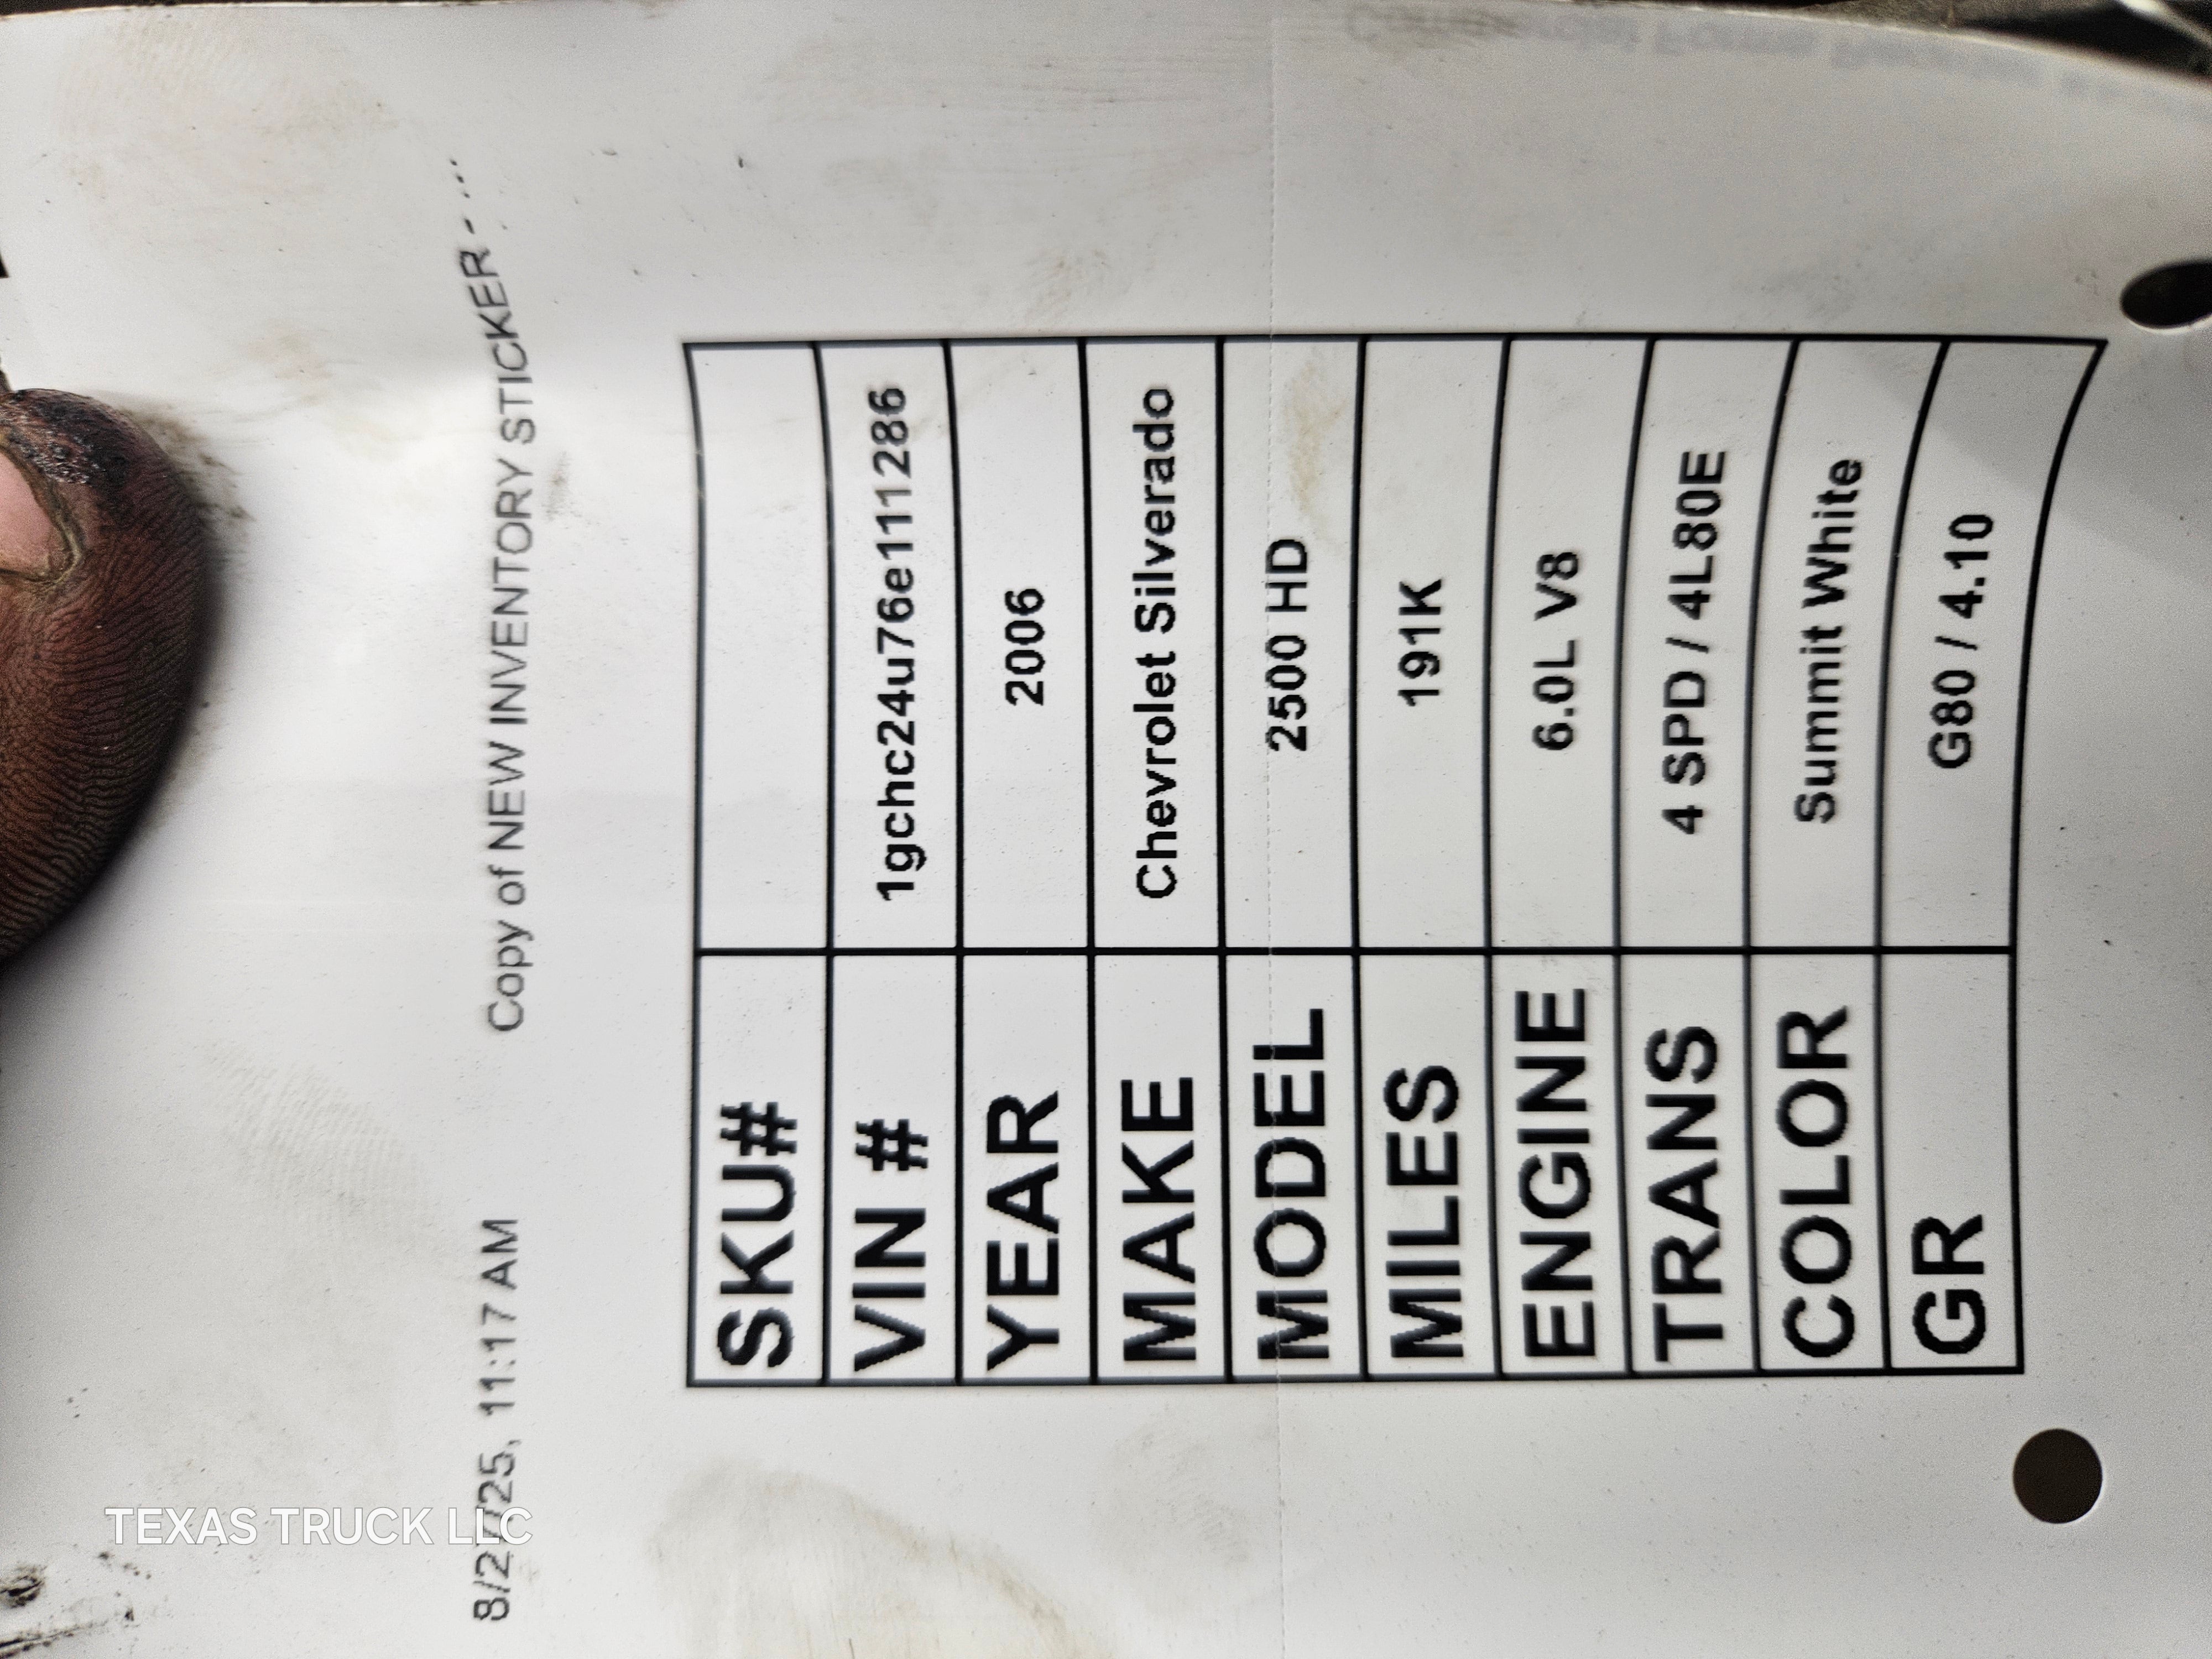 8/27/25, 11:17 AM Copy of NEW INVENTORY STICKER - ...
SKU#
VIN # 1gchc24u76e111286
YEAR 2006
MAKE Chevrolet Silverado
MODEL 2500 HD
MILES 191K
ENGINE 6.0L V8
TRANS 4 SPD / 4L80E
COLOR Summit White
GR G80 / 4.10
TEXAS TRUCK LLC